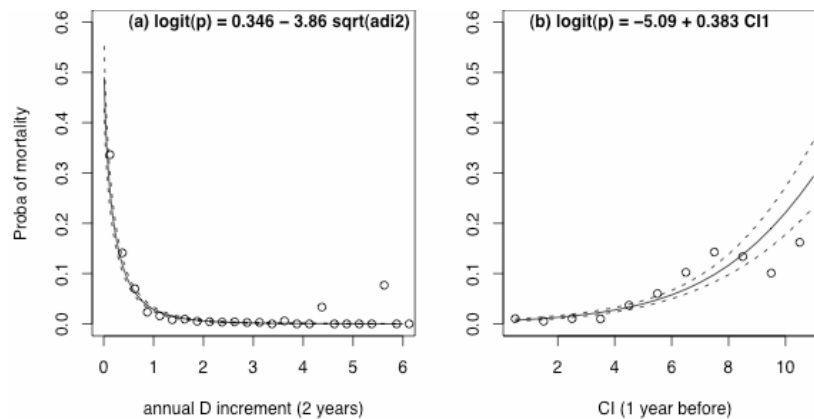 (a) logit(p) = 0.346 − 3.86 sqrt(adi2)
(b) logit(p) = −5.09 + 0.383 CI1
Proba of mortality
0.6
0.5
0.4
0.3
0.2
0.1
0.0
0 1 2 3 4 5 6
annual D increment (2 years)
0.6
0.5
0.4
0.3
0.2
0.1
0.0
2 4 6 8 10
CI (1 year before)